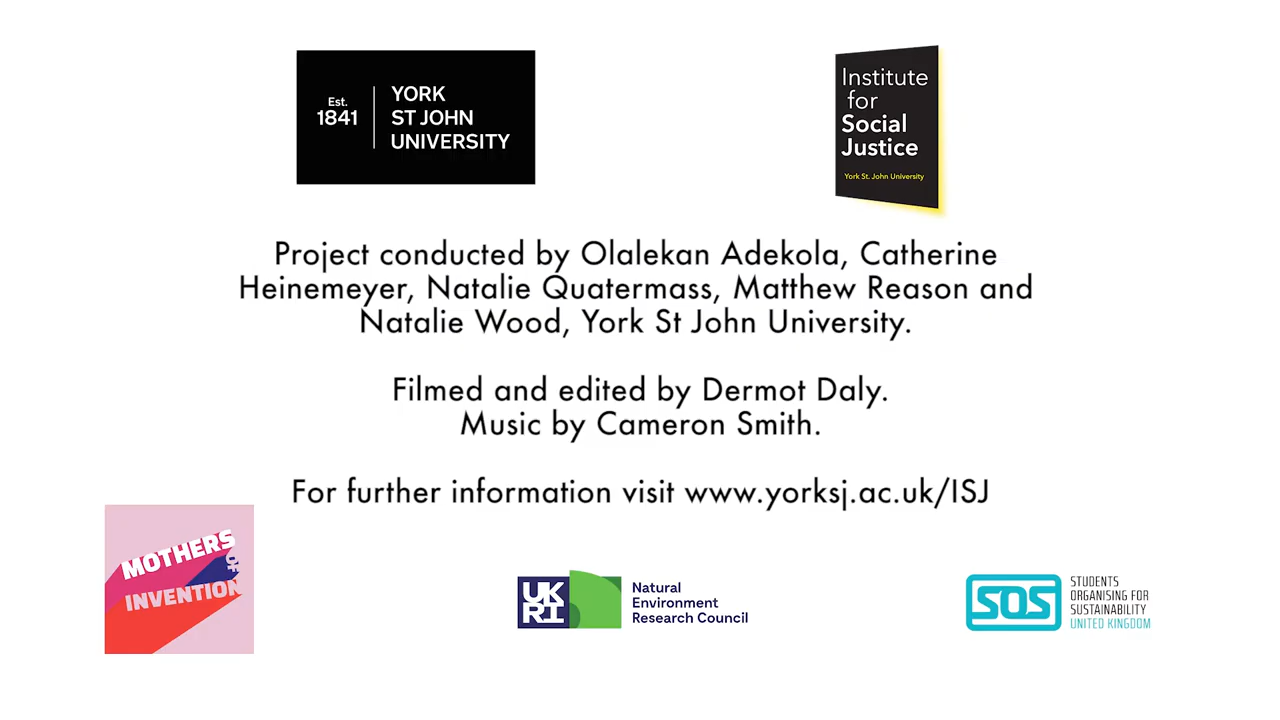 Est.
1841
YORK
ST JOHN
UNIVERSITY
Institute
for
Social
Justice
York St. John University
Project conducted by Olalekan Adekola, Catherine
Heinemeyer, Natalie Quatermass, Matthew Reason and
Natalie Wood, York St John University.
Filmed and edited by Dermot Daly.
Music by Cameron Smith.
For further information visit www.yorksj.ac.uk/ISJ
MOTHERS
OF
INVENTION
UK
RI
Natural
Environment
Research Council
SOS
STUDENTS
ORGANISING FOR
SUSTAINABILITY
UNITED KINGDOM